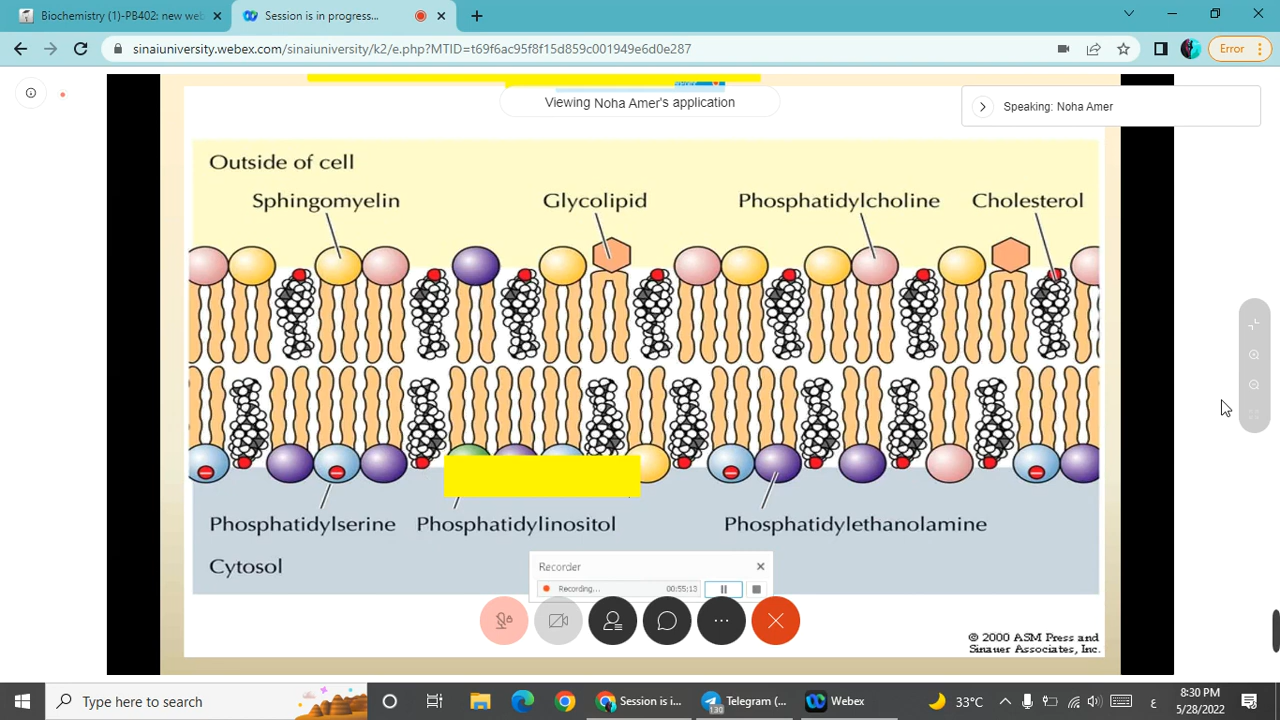 Biochemistry (1)-PB402: new web
Session is in progress...
Error
sinaiuniversity.webex.com/sinaiuniversity/k2/e.php?MTID=t69f6ac95f8f15d859c001949e6d0e287
Viewing Noha Amer's application
Speaking: Noha Amer
Outside of cell
Sphingomyelin
Glycolipid
Phosphatidylcholine
Cholesterol
Phosphatidylserine
Phosphatidylinositol
Phosphatidylethanolamine
Cytosol
Recorder
Recording...
00:55:13
© 2000 ASM Press and
Sinauer Associates, Inc.
Type here to search
Session is i...
Telegram (...
130
Webex
33°C
ع
8:30 PM
5/28/2022